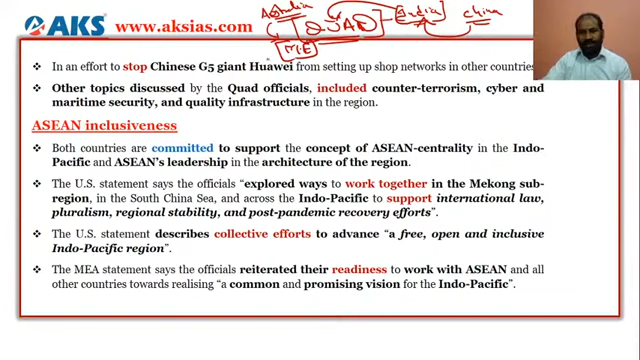 AKS
www.aksias.com
Australia
QUAD
India
China
M.E
In an effort to stop Chinese G5 giant Huawei from setting up shop networks in other countries
Other topics discussed by the Quad officials, included counter-terrorism, cyber and
maritime security, and quality infrastructure in the region.
ASEAN inclusiveness
Both countries are committed to support the concept of ASEAN-centrality in the Indo-
Pacific and ASEAN's leadership in the architecture of the region.
The U.S. statement says the officials "explored ways to work together in the Mekong sub-
region, in the South China Sea, and across the Indo-Pacific to support international law,
pluralism, regional stability, and post-pandemic recovery efforts".
The U.S. statement describes collective efforts to advance "a free, open and inclusive
Indo-Pacific region".
The MEA statement says the officials reiterated their readiness to work with ASEAN and all
other countries towards realising "a common and promising vision for the Indo-Pacific".